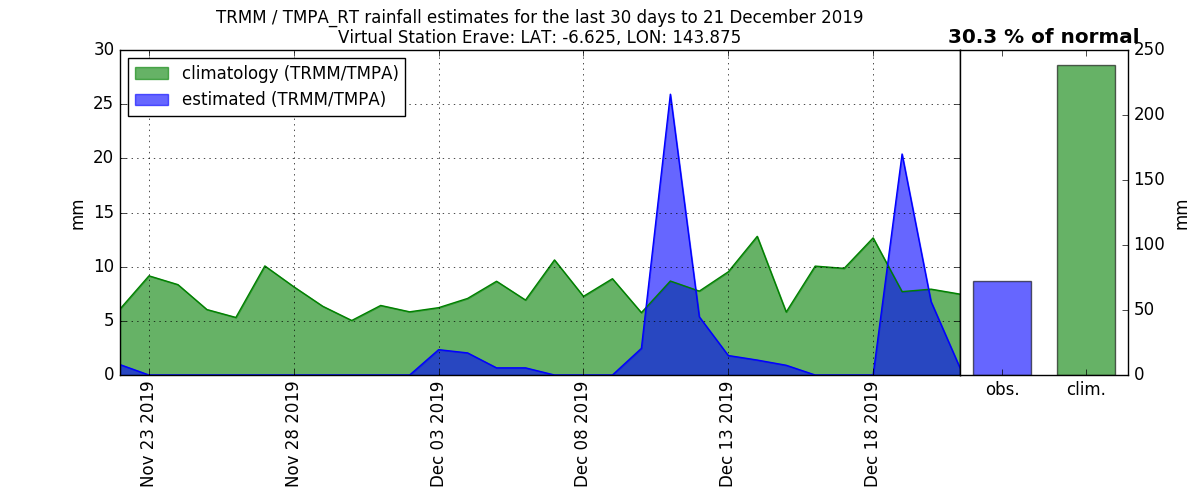 TRMM / TMPA_RT rainfall estimates for the last 30 days to 21 December 2019
Virtual Station Erave: LAT: -6.625, LON: 143.875
30.3 % of normal
climatology (TRMM/TMPA)
estimated (TRMM/TMPA)
30
25
20
15
10
5
0
mm
Nov 23 2019
Nov 28 2019
Dec 03 2019
Dec 08 2019
Dec 13 2019
Dec 18 2019
250
200
150
100
50
0
mm
obs.
clim.